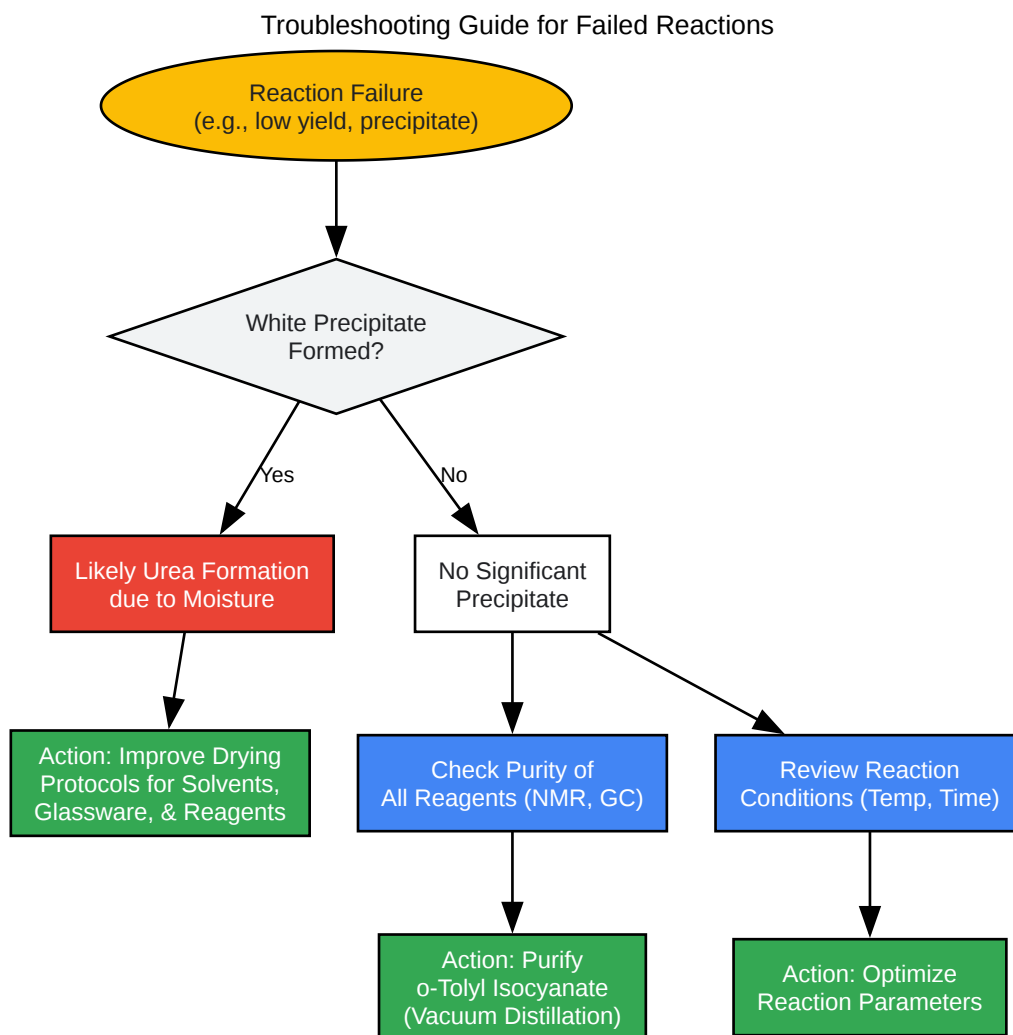 Troubleshooting Guide for Failed Reactions
Reaction Failure
(e.g., low yield, precipitate)
White Precipitate
Formed?
Yes
No
Likely Urea Formation
due to Moisture
No Significant
Precipitate
Action: Improve Drying
Protocols for Solvents,
Glassware, & Reagents
Check Purity of
All Reagents (NMR, GC)
Review Reaction
Conditions (Temp, Time)
Action: Purify
o-Tolyl Isocyanate
(Vacuum Distillation)
Action: Optimize
Reaction Parameters